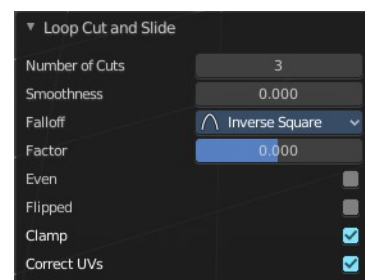 Loop Cut and Slide
Number of Cuts 3
Smoothness 0.000
Falloff Inverse Square
Factor 0.000
Even
Flipped
Clamp
Correct UVs